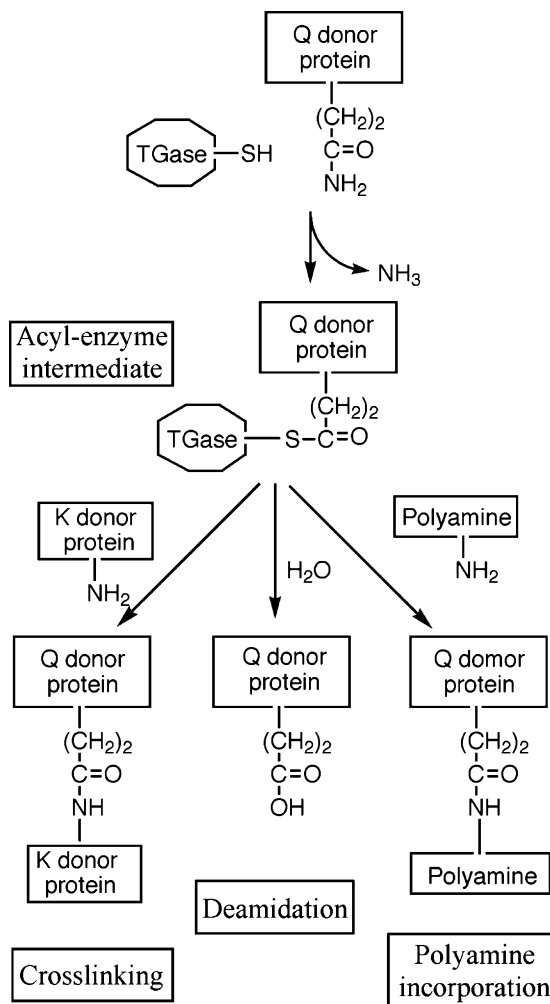 Q donor
protein
(CH₂)₂
TGase
SH
C=O
NH₂
NH₃
Acyl-enzyme
intermediate
Q donor
protein
(CH₂)₂
TGase
S
C=O
K donor
protein
NH₂
H₂O
Polyamine
NH₂
Q donor
protein
(CH₂)₂
C=O
NH
K donor
protein
Crosslinking
Q donor
protein
(CH₂)₂
C=O
OH
Deamidation
Q domor
protein
(CH₂)₂
C=O
NH
Polyamine
Polyamine
incorporation